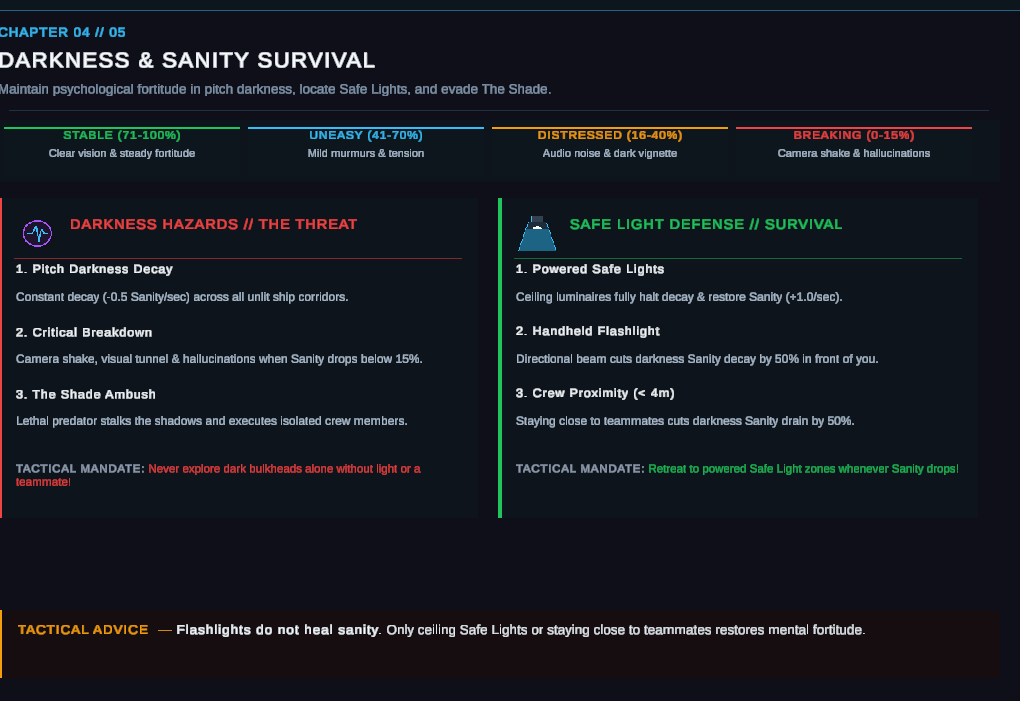 CHAPTER 04 // 05
DARKNESS & SANITY SURVIVAL
Maintain psychological fortitude in pitch darkness, locate Safe Lights, and evade The Shade.
STABLE (71-100%)
Clear vision & steady fortitude
UNEASY (41-70%)
Mild murmurs & tension
DISTRESSED (16-40%)
Audio noise & dark vignette
BREAKING (0-15%)
Camera shake & hallucinations
DARKNESS HAZARDS // THE THREAT
1. Pitch Darkness Decay
Constant decay (-0.5 Sanity/sec) across all unlit ship corridors.
2. Critical Breakdown
Camera shake, visual tunnel & hallucinations when Sanity drops below 15%.
3. The Shade Ambush
Lethal predator stalks the shadows and executes isolated crew members.
TACTICAL MANDATE: Never explore dark bulkheads alone without light or a
teammate!
SAFE LIGHT DEFENSE // SURVIVAL
1. Powered Safe Lights
Ceiling luminaires fully halt decay & restore Sanity (+1.0/sec).
2. Handheld Flashlight
Directional beam cuts darkness Sanity decay by 50% in front of you.
3. Crew Proximity (< 4m)
Staying close to teammates cuts darkness Sanity drain by 50%.
TACTICAL MANDATE: Retreat to powered Safe Light zones whenever Sanity drops!
TACTICAL ADVICE — Flashlights do not heal sanity. Only ceiling Safe Lights or staying close to teammates restores mental fortitude.